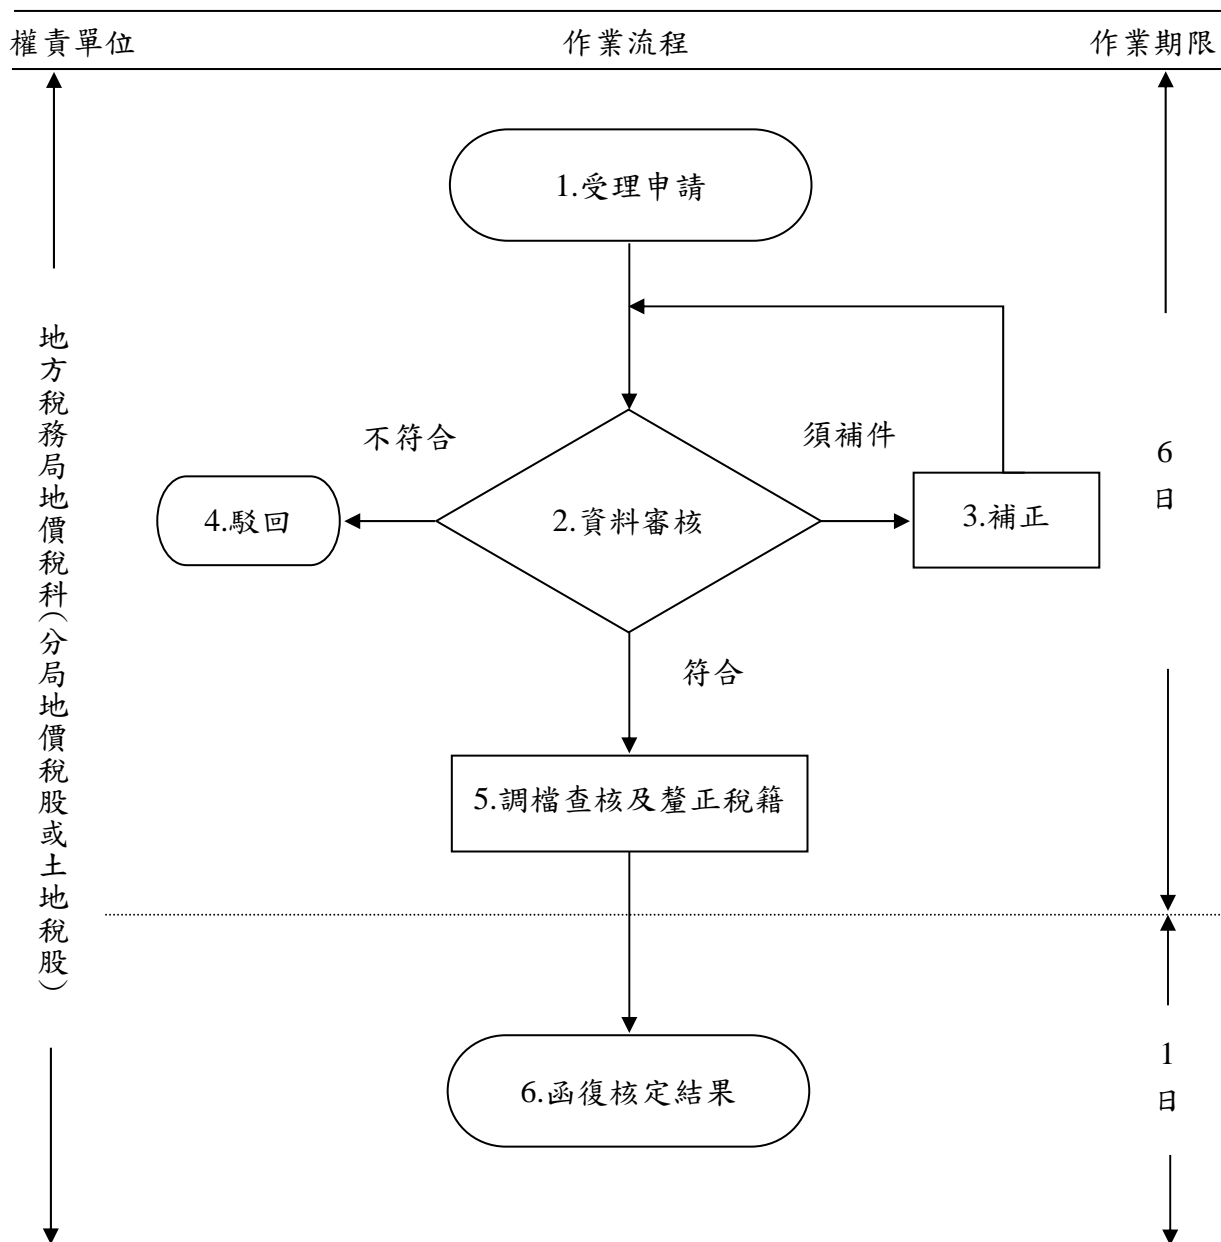 權責單位
作業流程
作業期限
1.受理申請
不符合
須補件
2.資料審核
4.駁回
3.補正
符合
5.調檔查核及釐正稅籍
6.函復核定結果
地方稅務局地價稅科(分局地價稅股或土地稅股)
6
日
1
日